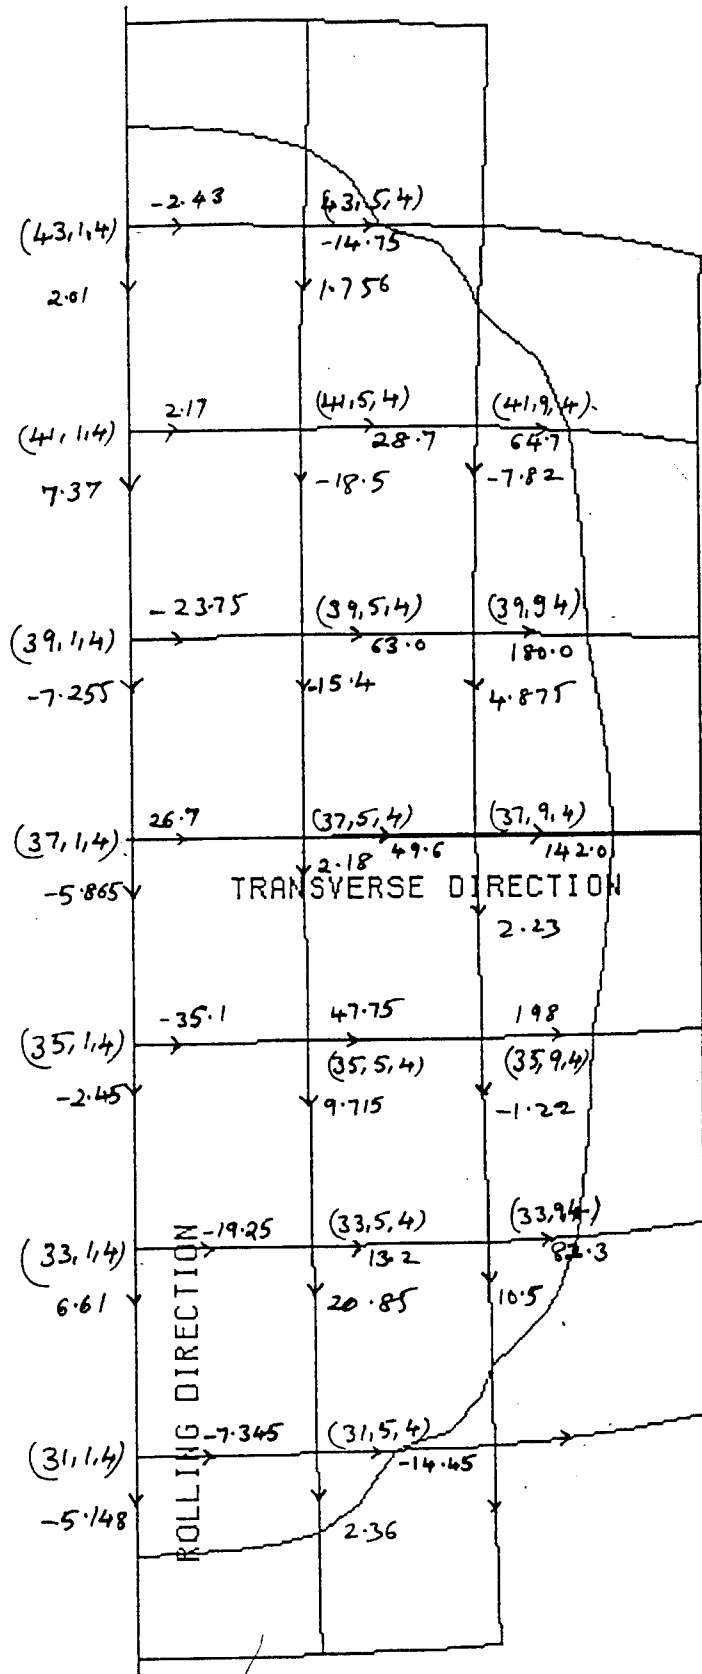 -2.43 (43,5,4)
(43,1,4) -14.75
2.01 1.756
2.17 (41,5,4) (41,9,4)
(41,1,4) 28.7 64.7
7.37 -18.5 -7.82
-23.75 (39,5,4) (39,94)
(39,1,4) 63.0 180.0
-7.255 -15.4 4.875
26.7 (37,5,4) (37,9,4)
(37,1,4) 2.18 49.6 142.0
-5.865 TRANSVERSE DIRECTION
2.23
-35.1 47.75 198
(35,1,4) (35,5,4) (35,9,4)
-2.45 9.715 -1.22
-19.25 (33,5,4) (33,9,4)
(33,1,4) 13.2 82.3
6.61 20.85 10.5
ROLLING DIRECTION
-7.345 (31,5,4)
(31,1,4) -14.45
-5.148 2.36